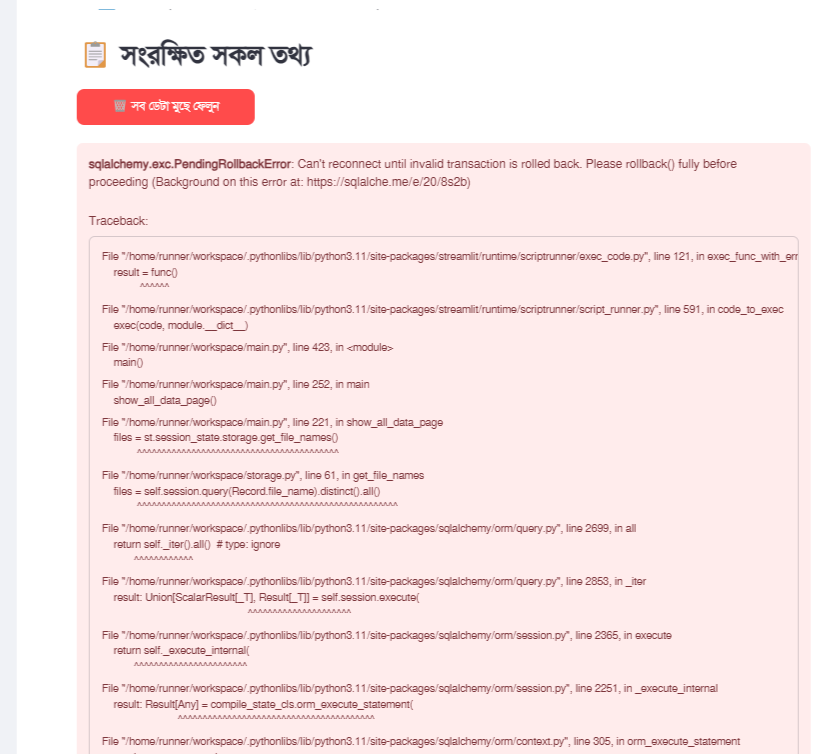 📋 সংরক্ষিত সকল তথ্য
🗑️ সব ডেটা মুছে ফেলুন
sqlalchemy.exc.PendingRollbackError: Can't reconnect until invalid transaction is rolled back. Please rollback() fully before
proceeding (Background on this error at: https://sqlalche.me/e/20/8s2b)
Traceback:
File "/home/runner/workspace/.pythonlibs/lib/python3.11/site-packages/streamlit/runtime/scriptrunner/exec_code.py", line 121, in exec_func_with_err
result = func()
^^^^^^
File "/home/runner/workspace/.pythonlibs/lib/python3.11/site-packages/streamlit/runtime/scriptrunner/script_runner.py", line 591, in code_to_exec
exec(code, module.__dict__)
File "/home/runner/workspace/main.py", line 423, in <module>
main()
File "/home/runner/workspace/main.py", line 252, in main
show_all_data_page()
File "/home/runner/workspace/main.py", line 221, in show_all_data_page
files = st.session_state.storage.get_file_names()
^^^^^^^^^^^^^^^^^^^^^^^^^^^^^^^^^^^^^^^^^
File "/home/runner/workspace/storage.py", line 61, in get_file_names
files = self.session.query(Record.file_name).distinct().all()
^^^^^^^^^^^^^^^^^^^^^^^^^^^^^^^^^^^^^^^^^^^^^^^^^^^^^
File "/home/runner/workspace/.pythonlibs/lib/python3.11/site-packages/sqlalchemy/orm/query.py", line 2699, in all
return self._iter().all() # type: ignore
^^^^^^^^^^^^
File "/home/runner/workspace/.pythonlibs/lib/python3.11/site-packages/sqlalchemy/orm/query.py", line 2853, in _iter
result: Union[ScalarResult[_T], Result[_T]] = self.session.execute(
^^^^^^^^^^^^^^^^^^^^^
File "/home/runner/workspace/.pythonlibs/lib/python3.11/site-packages/sqlalchemy/orm/session.py", line 2365, in execute
return self._execute_internal(
^^^^^^^^^^^^^^^^^^^^^^^
File "/home/runner/workspace/.pythonlibs/lib/python3.11/site-packages/sqlalchemy/orm/session.py", line 2251, in _execute_internal
result: Result[Any] = compile_state_cls.orm_execute_statement(
^^^^^^^^^^^^^^^^^^^^^^^^^^^^^^^^^^^^^^^^
File "/home/runner/workspace/.pythonlibs/lib/python3.11/site-packages/sqlalchemy/orm/context.py", line 305, in orm_execute_statement